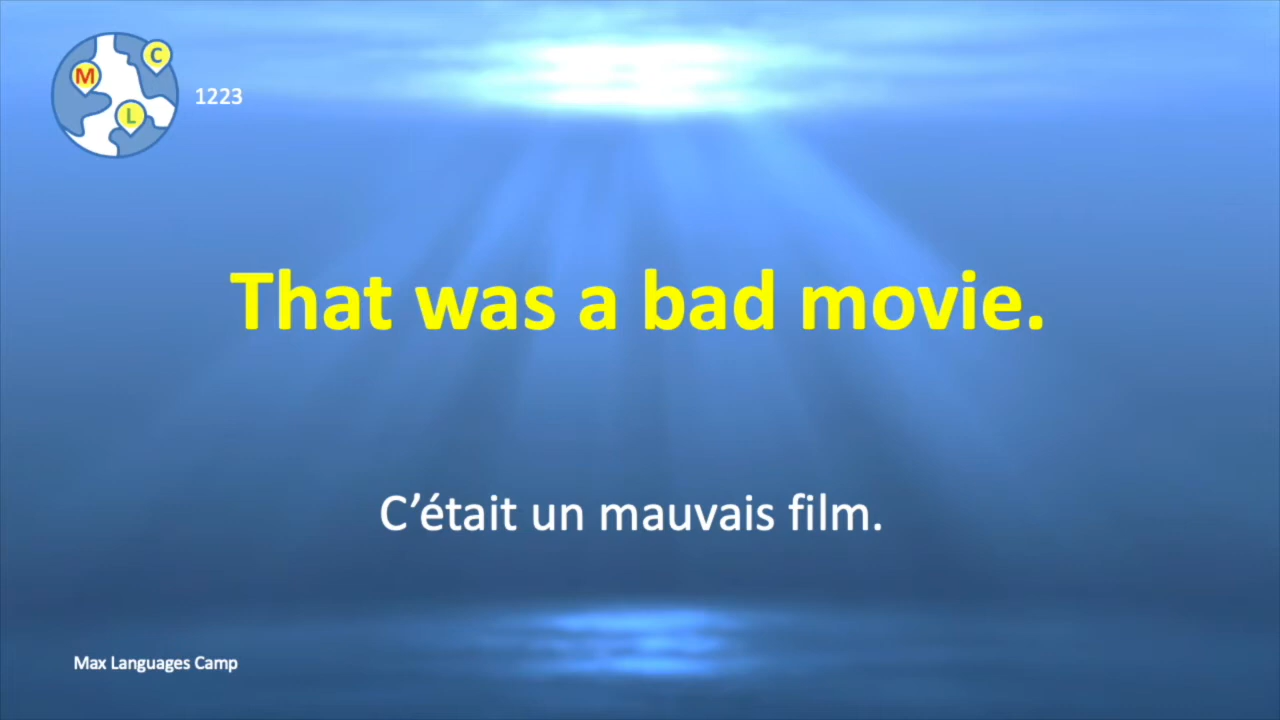 C
M
L
1223
That was a bad movie.
C’était un mauvais film.
Max Languages Camp